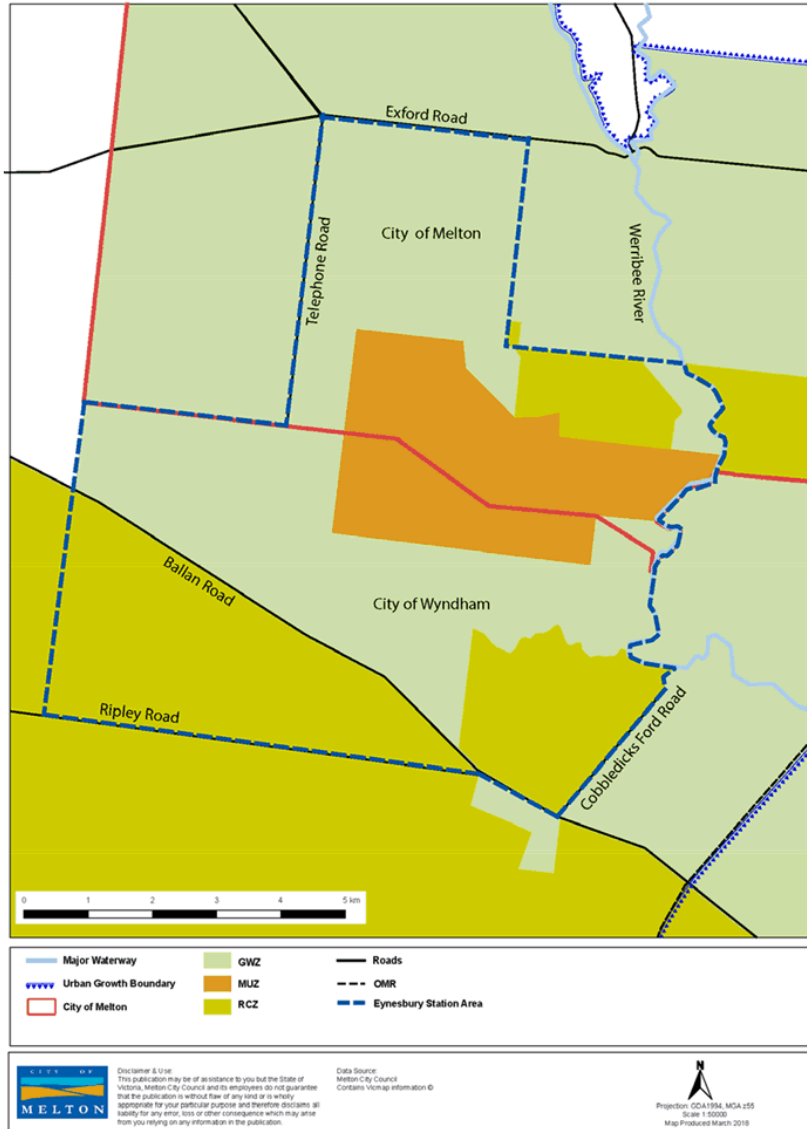 Exford Road
City of Melton
Telephone Road
Werribee River
Ballan Road
City of Wyndham
Ripley Road
Cobbledicks Ford Road
0 1 2 3 4 5 km
Major Waterway
Urban Growth Boundary
City of Melton
GWZ
MUZ
RCZ
Roads
OMR
Eynesbury Station Area
CITY OF
MELTON
Disclaimer & Use:
This publication may be of assistance to you but the State of
Victoria, Melton City Council and its employees do not guarantee
that the publication is without flaw of any kind or is wholly
appropriate for your particular purpose and therefore disclaims all
liability for any error, loss or other consequence which may arise
from you relying on any information in the publication.
Data Source:
Melton City Council
Contains Vicmap information ©
N
Projection: GDA1994, MGA z55
Scale 1:50000
Map Produced March 2018